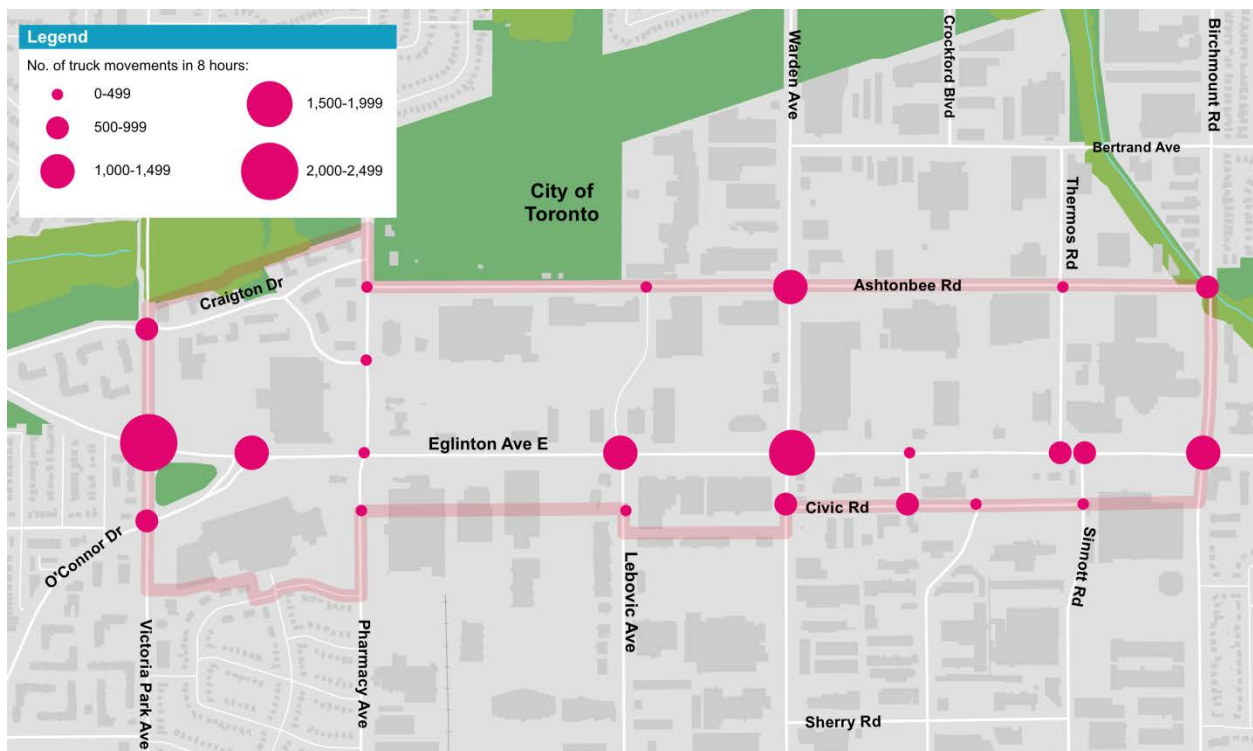 Legend
No. of truck movements in 8 hours:
0-499
500-999
1,000-1,499
1,500-1,999
2,000-2,499
Warden Ave
Crockford Blvd
Birchmount Rd
Bertrand Ave
City of
Toronto
Thermos Rd
Craigton Dr
Ashtonbee Rd
Eglinton Ave E
Civic Rd
O'Connor Dr
Victoria Park Ave
Pharmacy Ave
Lebovic Ave
Sinnott Rd
Sherry Rd